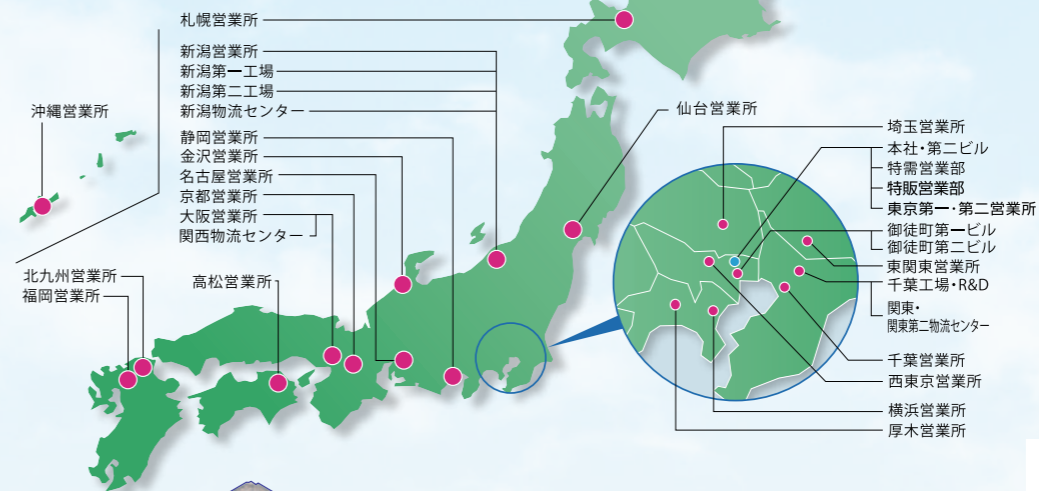 札幌営業所
新潟営業所
新潟第一工場
新潟第二工場
新潟物流センター
静岡営業所
金沢営業所
名古屋営業所
京都営業所
大阪営業所
関西物流センター
沖縄営業所
北九州営業所
福岡営業所
高松営業所
仙台営業所
埼玉営業所
本社・第二ビル
特需営業部
特販営業部
東京第一・第二営業所
御徒町第一ビル
御徒町第二ビル
東関東営業所
千葉工場・R&D
関東・
関東第二物流センター
千葉営業所
西東京営業所
横浜営業所
厚木営業所